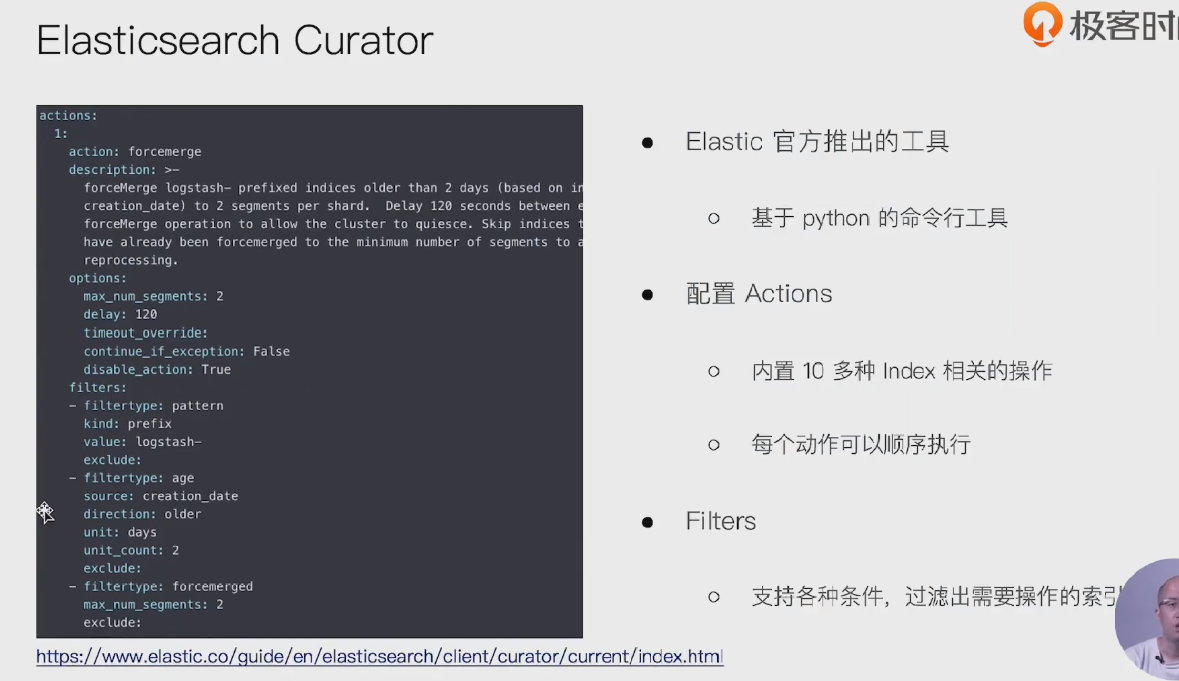 Elasticsearch Curator
极客时
actions:
1:
action: forcemerge
description: >-
forceMerge logstash- prefixed indices older than 2 days (based on
creation_date) to 2 segments per shard. Delay 120 seconds between
forceMerge operation to allow the cluster to quiesce. Skip indices
have already been forcemerged to the minimum number of segments to
reprocessing.
options:
max_num_segments: 2
delay: 120
timeout_override:
continue_if_exception: False
disable_action: True
filters:
- filtertype: pattern
kind: prefix
value: logstash-
exclude:
- filtertype: age
source: creation_date
direction: older
unit: days
unit_count: 2
exclude:
- filtertype: forcemerged
max_num_segments: 2
exclude:
https://www.elastic.co/guide/en/elasticsearch/client/curator/current/index.html
● Elastic 官方推出的工具
○ 基于 python 的命令行工具
● 配置 Actions
○ 内置 10 多种 Index 相关的操作
○ 每个动作可以顺序执行
● Filters
○ 支持各种条件，过滤出需要操作的索引